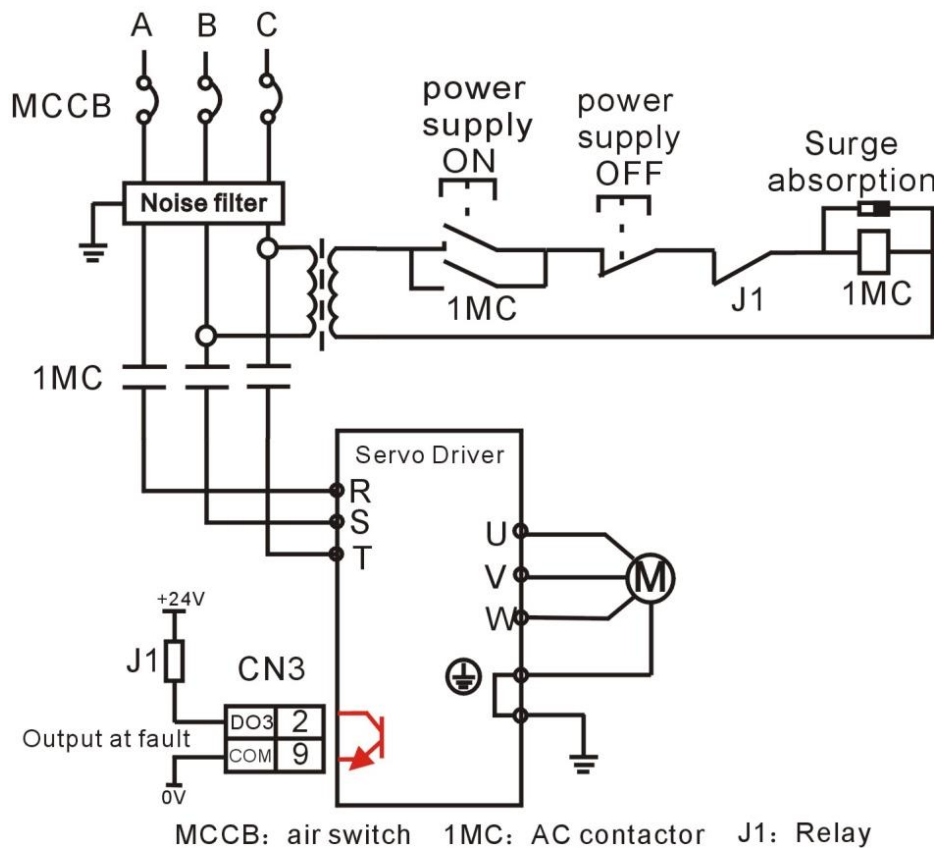 A B C
MCCB
power
supply
ON
power
supply
OFF
Surge
absorption
Noise filter
1MC
J1
1MC
1MC
Servo Driver
R
S
T
U
V
W
M
+24V
J1
CN3
DO3 2
Output at fault
COM 9
0V
MCCB: air switch 1MC: AC contactor J1: Relay